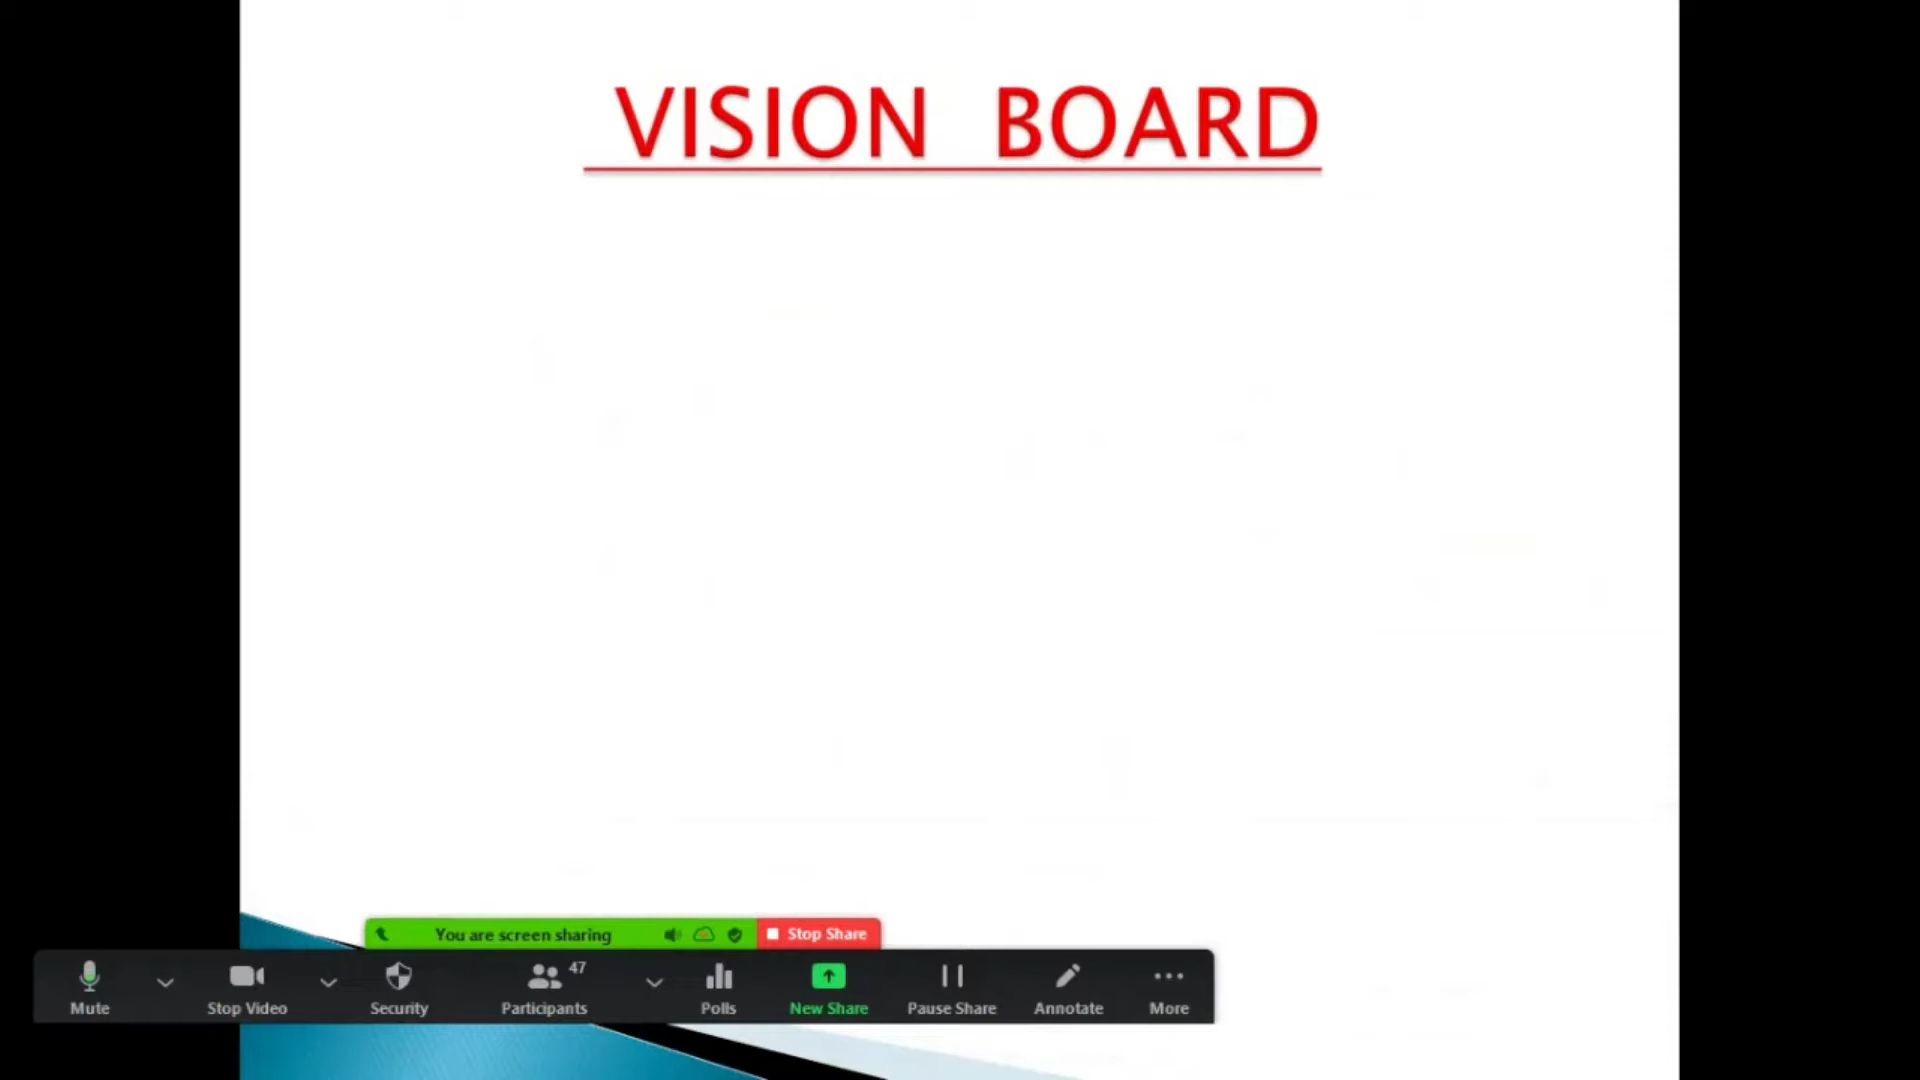 VISION BOARD
You are screen sharing
Stop Share
Mute
Stop Video
Security
47
Participants
Polls
New Share
Pause Share
Annotate
More